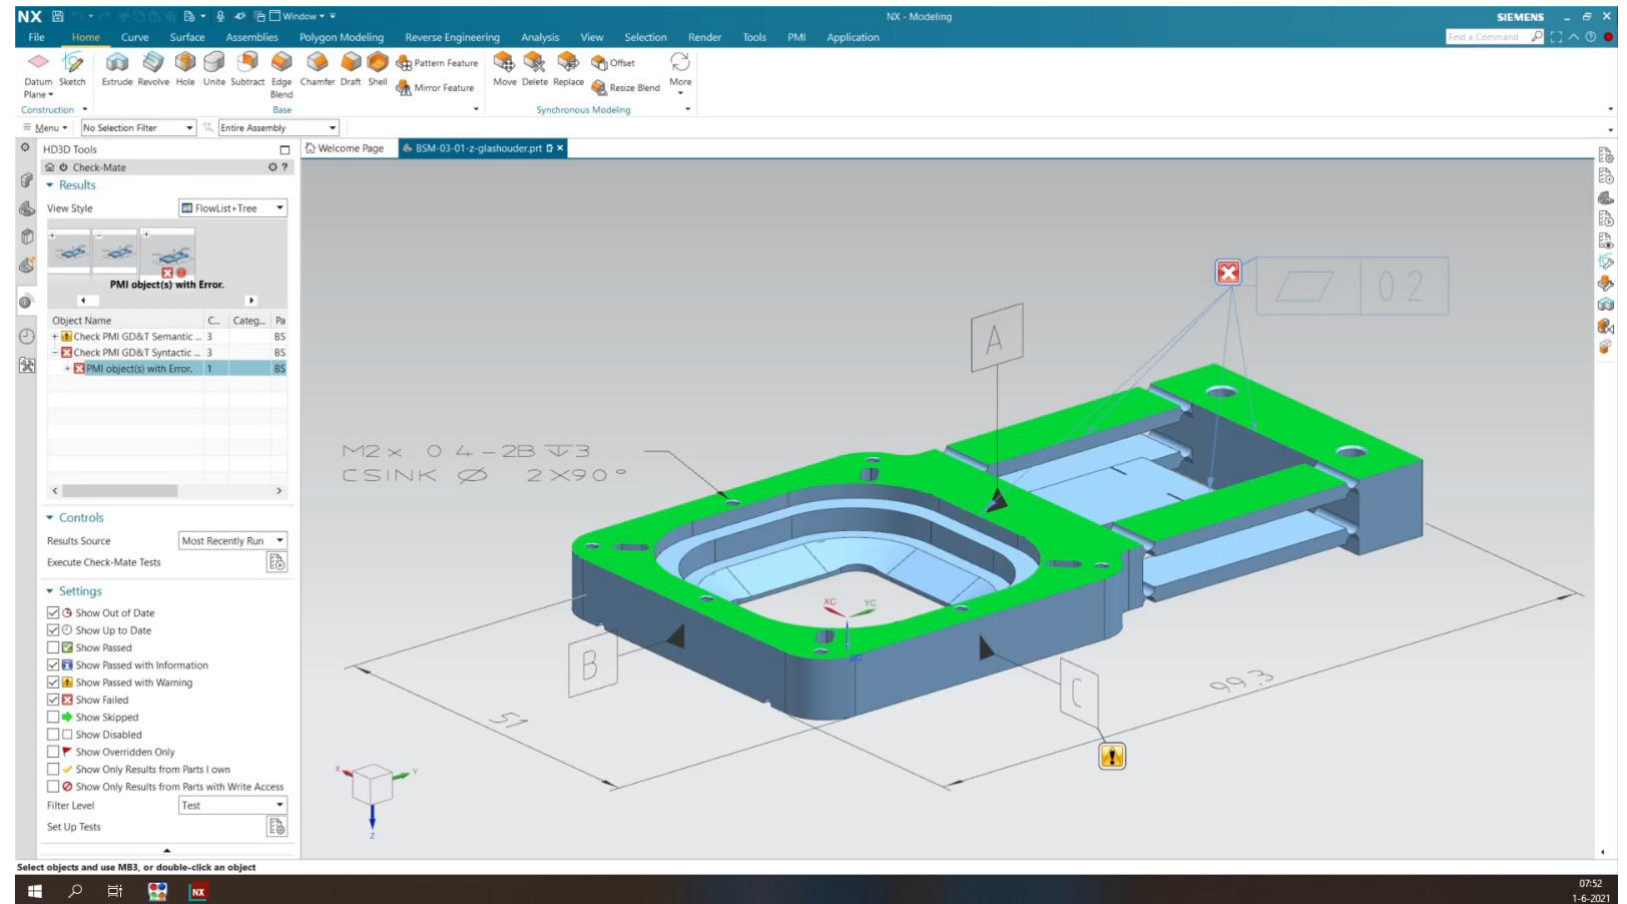 NX
Window
NX - Modeling
SIEMENS
File Home Curve Surface Assemblies Polygon Modeling Reverse Engineering Analysis View Selection Render Tools PMI Application
Find a Command
Pattern Feature
Offset
Datum Plane
Sketch
Extrude Revolve Hole Unite Subtract Edge Blend
Chamfer Draft Shell
Mirror Feature
Move Delete Replace
Resize Blend
More
Construction
Base
Synchronous Modeling
Menu
No Selection Filter
Entire Assembly
HD3D Tools
Welcome Page
BSM-03-01-z-glashouder.prt
Check-Mate
?
Results
View Style
FlowList+Tree
PMI object(s) with Error.
Object Name C... Categ... Pa
Check PMI GD&T Semantic ... 3 BS
Check PMI GD&T Syntactic ... 3 BS
PMI object(s) with Error. 1 BS
Controls
Results Source
Most Recently Run
Execute Check-Mate Tests
Settings
Show Out of Date
Show Up to Date
Show Passed
Show Passed with Information
Show Passed with Warning
Show Failed
Show Skipped
Show Disabled
Show Overridden Only
Show Only Results from Parts I own
Show Only Results from Parts with Write Access
Filter Level
Test
Set Up Tests
0 2
A
M2x 0 4-2B ↧3
CSINK Ø 2X90°
XC
YC
B
C
51
99.3
X
Y
Z
Select objects and use MB3, or double-click an object
NX
07:52
1-6-2021